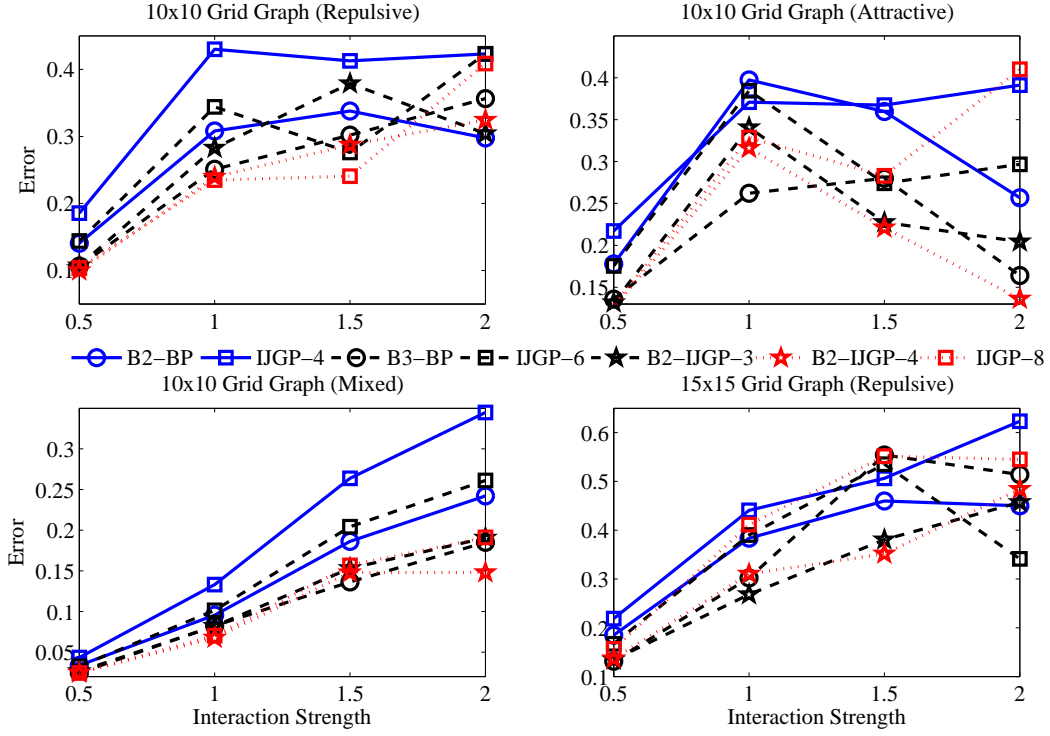 10x10 Grid Graph (Repulsive)
10x10 Grid Graph (Attractive)
Error
0.4
0.3
0.2
0.1
0.5 1 1.5 2
0.4
0.35
0.3
0.25
0.2
0.15
0.5 1 1.5 2
B2−BP IJGP−4 B3−BP IJGP−6 B2−IJGP−3 B2−IJGP−4 IJGP−8
10x10 Grid Graph (Mixed)
15x15 Grid Graph (Repulsive)
Error
0.3
0.25
0.2
0.15
0.1
0.05
0.5 1 1.5 2
Interaction Strength
0.6
0.5
0.4
0.3
0.2
0.1
0.5 1 1.5 2
Interaction Strength